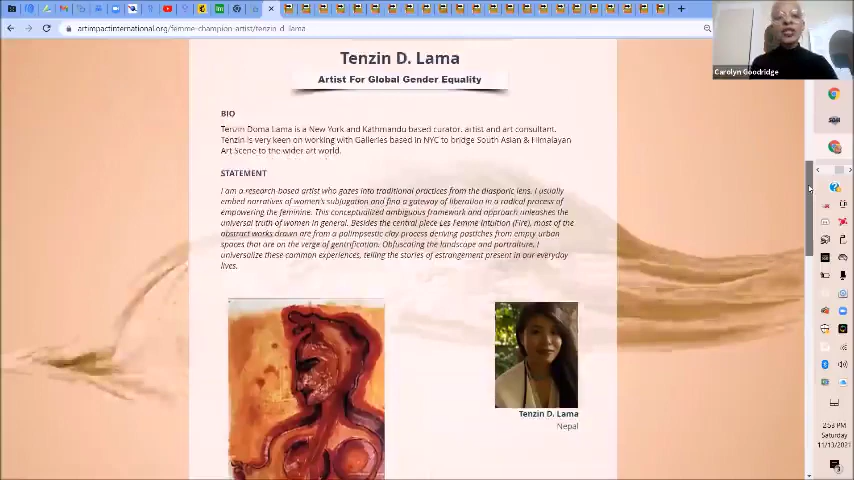 artimpactinternational.org/femme-champion-artist/tenzin_d._lama
Carolyn Goodridge
Tenzin D. Lama
Artist For Global Gender Equality
BIO
Tenzin Doma Lama is a New York and Kathmandu based curator, artist and art consultant.
Tenzin is very keen on working with Galleries based in NYC to bridge South Asian & Himalayan
Art Scene to the wider art world.
STATEMENT
I am a research-based artist who gazes into traditional practices from the diasporic lens. I usually
embed narratives of women's subjugation and find a gateway of liberation in a radical process of
empowering the feminine. This conceptualized ambiguous framework and approach unleashes the
universal truth of women in general. Besides the central piece Les Femme Intuition (Fire), most of the
abstract works drawn are from a palimpsestic clay process deriving pastiches from empty urban
spaces that are on the verge of gentrification. Obfuscating the landscape and portraiture, I
universalize these common experiences, telling the stories of estrangement present in our everyday
lives.
Tenzin D. Lama
Nepal
2:53 PM
Saturday
11/13/2021